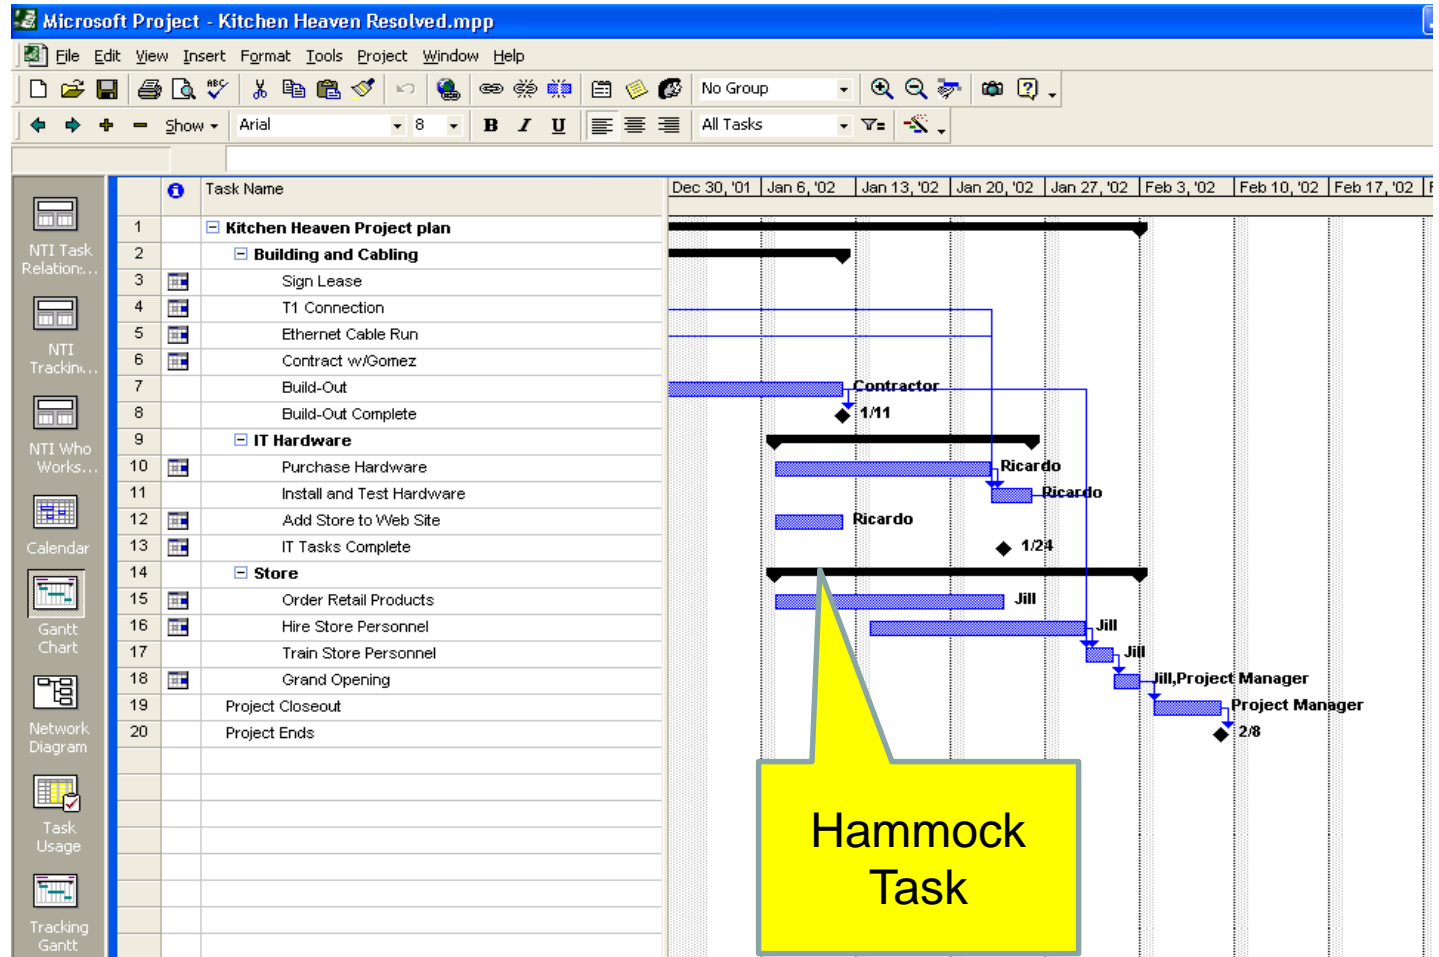 Microsoft Project - Kitchen Heaven Resolved.mpp
File Edit View Insert Format Tools Project Window Help
No Group
Show Arial 8 B I U All Tasks
Task Name Dec 30, '01 Jan 6, '02 Jan 13, '02 Jan 20, '02 Jan 27, '02 Feb 3, '02 Feb 10, '02 Feb 17, '02
1 Kitchen Heaven Project plan
2 Building and Cabling
3 Sign Lease
4 T1 Connection
5 Ethernet Cable Run
6 Contract w/Gomez
7 Build-Out Contractor
8 Build-Out Complete 1/11
9 IT Hardware
10 Purchase Hardware Ricardo
11 Install and Test Hardware Ricardo
12 Add Store to Web Site Ricardo
13 IT Tasks Complete 1/24
14 Store
15 Order Retail Products Jill
16 Hire Store Personnel Jill
17 Train Store Personnel Jill
18 Grand Opening Jill,Project Manager
19 Project Closeout Project Manager
20 Project Ends 2/8
NTI Task
Relation:...
NTI
Trackin...
NTI Who
Works...
Calendar
Gantt
Chart
Network
Diagram
Task
Usage
Tracking
Gantt
Hammock
Task